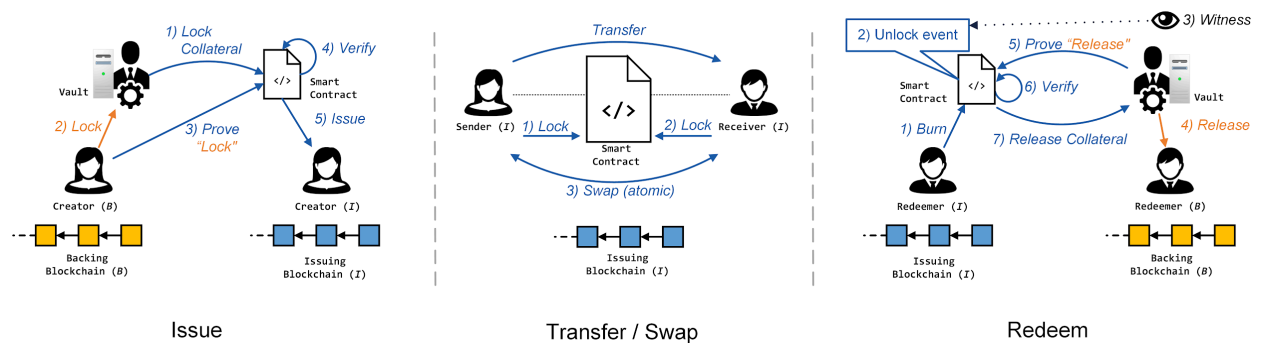 1) Lock
Collateral
4) Verify
</>
Smart
Contract
Vault
2) Lock
3) Prove
“Lock”
5) Issue
Creator (B)
Creator (I)
Backing
Blockchain (B)
Issuing
Blockchain (I)
Issue
Transfer
</>
Sender (I)
Receiver (I)
1) Lock
2) Lock
Smart
Contract
3) Swap (atomic)
Issuing
Blockchain (I)
Transfer / Swap
2) Unlock event
3) Witness
5) Prove “Release”
</>
Smart
Contract
6) Verify
Vault
1) Burn
7) Release Collateral
4) Release
Redeemer (I)
Redeemer (B)
Issuing
Blockchain (I)
Backing
Blockchain (B)
Redeem